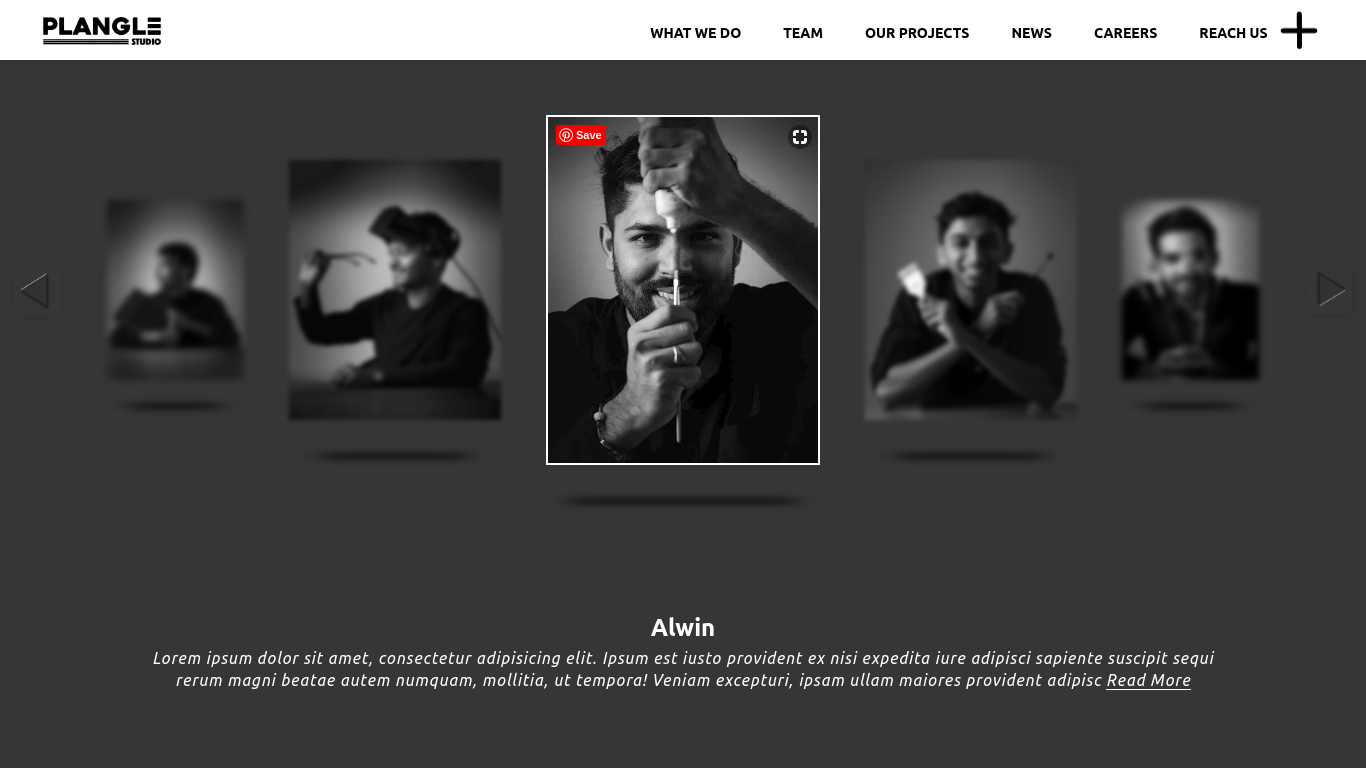 PLANGLE
STUDIO
WHAT WE DO
TEAM
OUR PROJECTS
NEWS
CAREERS
REACH US
Save
Alwin
Lorem ipsum dolor sit amet, consectetur adipisicing elit. Ipsum est iusto provident ex nisi expedita iure adipisci sapiente suscipit sequi
rerum magni beatae autem numquam, mollitia, ut tempora! Veniam excepturi, ipsam ullam maiores provident adipisc Read More